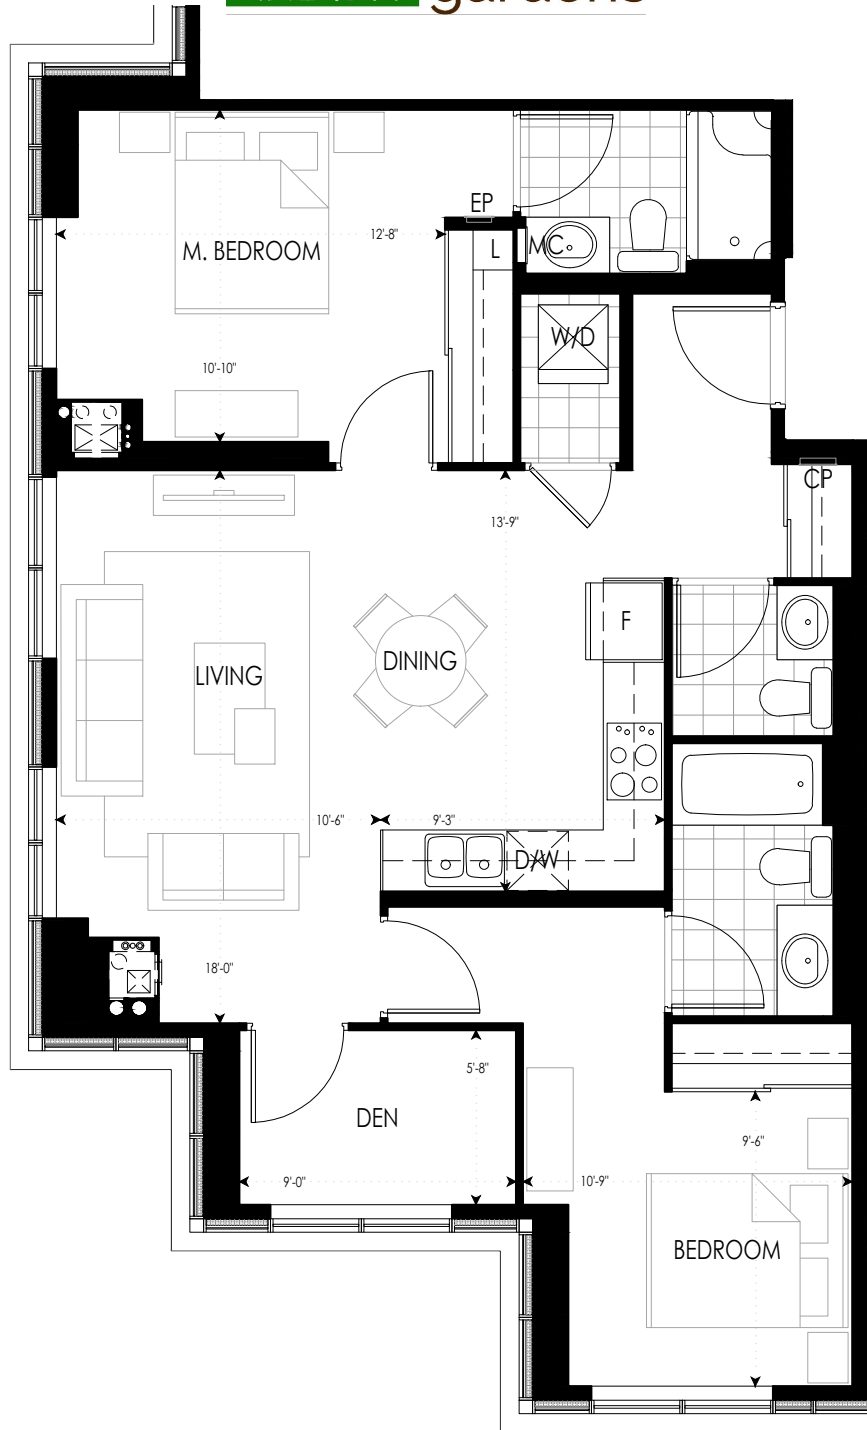 gardens
EP
12'-8"
M. BEDROOM
L
MC
W/D
10'-10"
CP
13'-9"
F
LIVING
DINING
10'-6"
9'-3"
D/W
18'-0"
5'-8"
DEN
9'-6"
9'-0"
10'-9"
BEDROOM